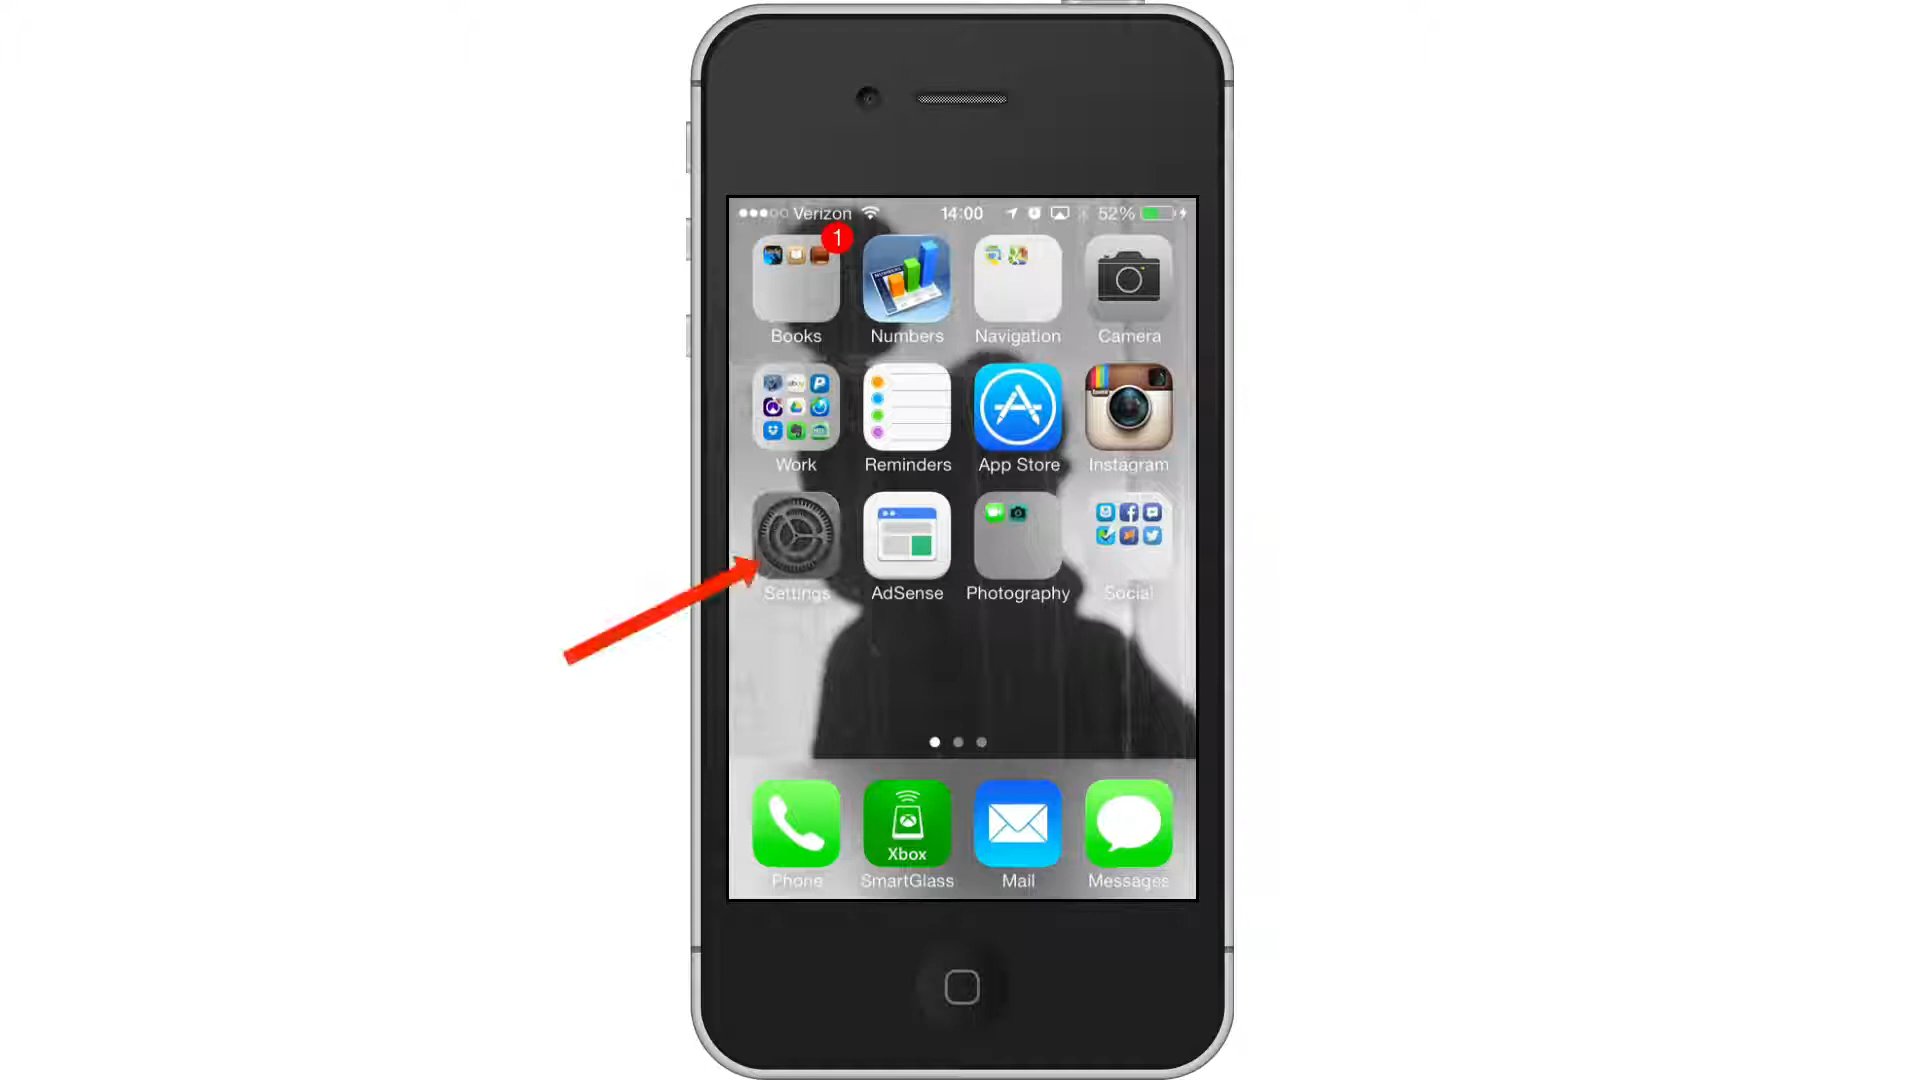 Verizon 14:00 52%
1
Books Numbers Navigation Camera
Work Reminders App Store Instagram
Settings AdSense Photography Social
Xbox
Phone SmartGlass Mail Messages